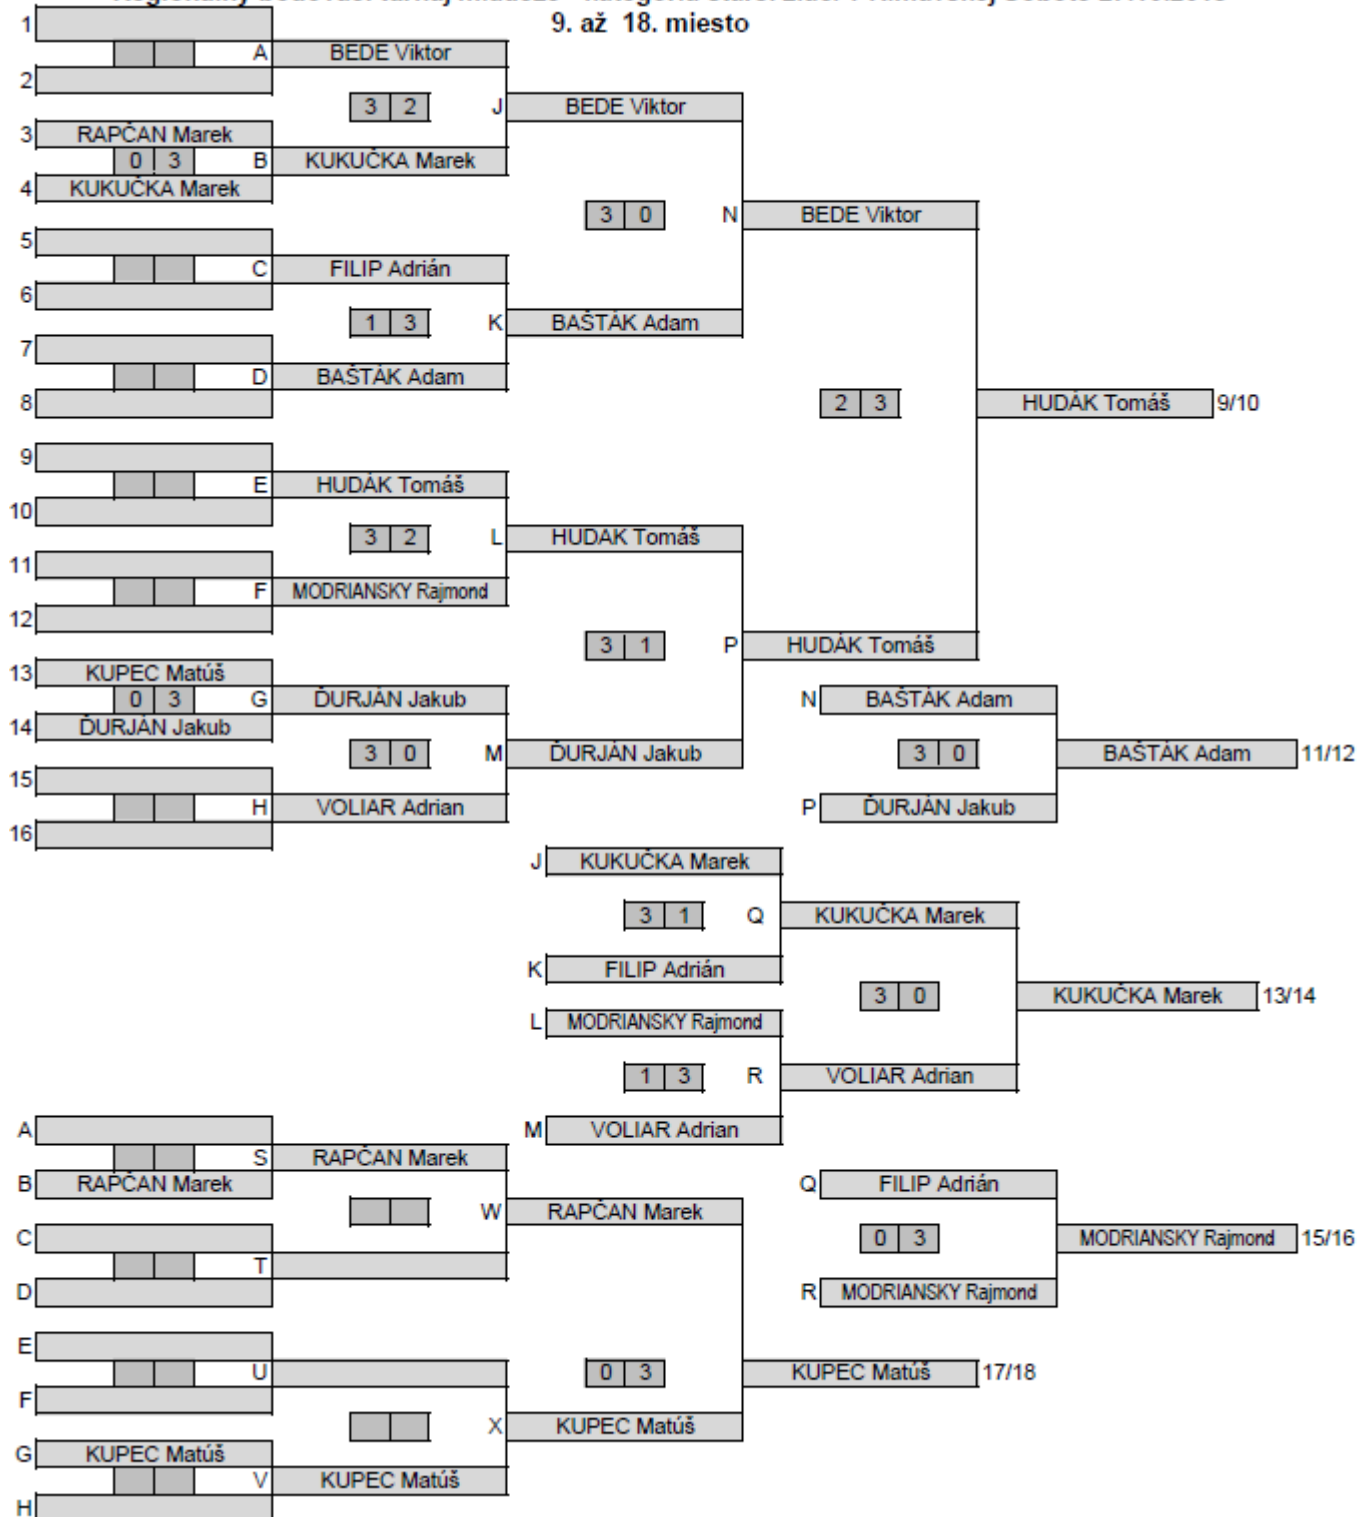 9. až 18. miesto
1
A BEDE Viktor
2
3 2 J BEDE Viktor
3 RAPČAN Marek
0 3 B KUKUČKA Marek
4 KUKUČKA Marek
3 0 N BEDE Viktor
5
C FILIP Adrián
6
1 3 K BAŠTÁK Adam
7
D BAŠTÁK Adam
8
2 3 HUDÁK Tomáš 9/10
9
E HUDÁK Tomáš
10
3 2 L HUDÁK Tomáš
11
F MODRIANSKY Rajmond
12
3 1 P HUDÁK Tomáš
13 KUPEC Matúš
0 3 G ĎURJÁN Jakub
N BAŠTÁK Adam
14 ĎURJÁN Jakub
3 0 M ĎURJÁN Jakub
3 0 BAŠTÁK Adam 11/12
15
H VOLIAR Adrian
P ĎURJÁN Jakub
16
J KUKUČKA Marek
3 1 Q KUKUČKA Marek
K FILIP Adrián
3 0 KUKUČKA Marek 13/14
L MODRIANSKY Rajmond
1 3 R VOLIAR Adrian
A
M VOLIAR Adrian
S RAPČAN Marek
B RAPČAN Marek
Q FILIP Adrián
W RAPČAN Marek
C
0 3 MODRIANSKY Rajmond 15/16
T
D
R MODRIANSKY Rajmond
E
U
0 3 KUPEC Matúš 17/18
F
X KUPEC Matúš
G KUPEC Matúš
V KUPEC Matúš
H